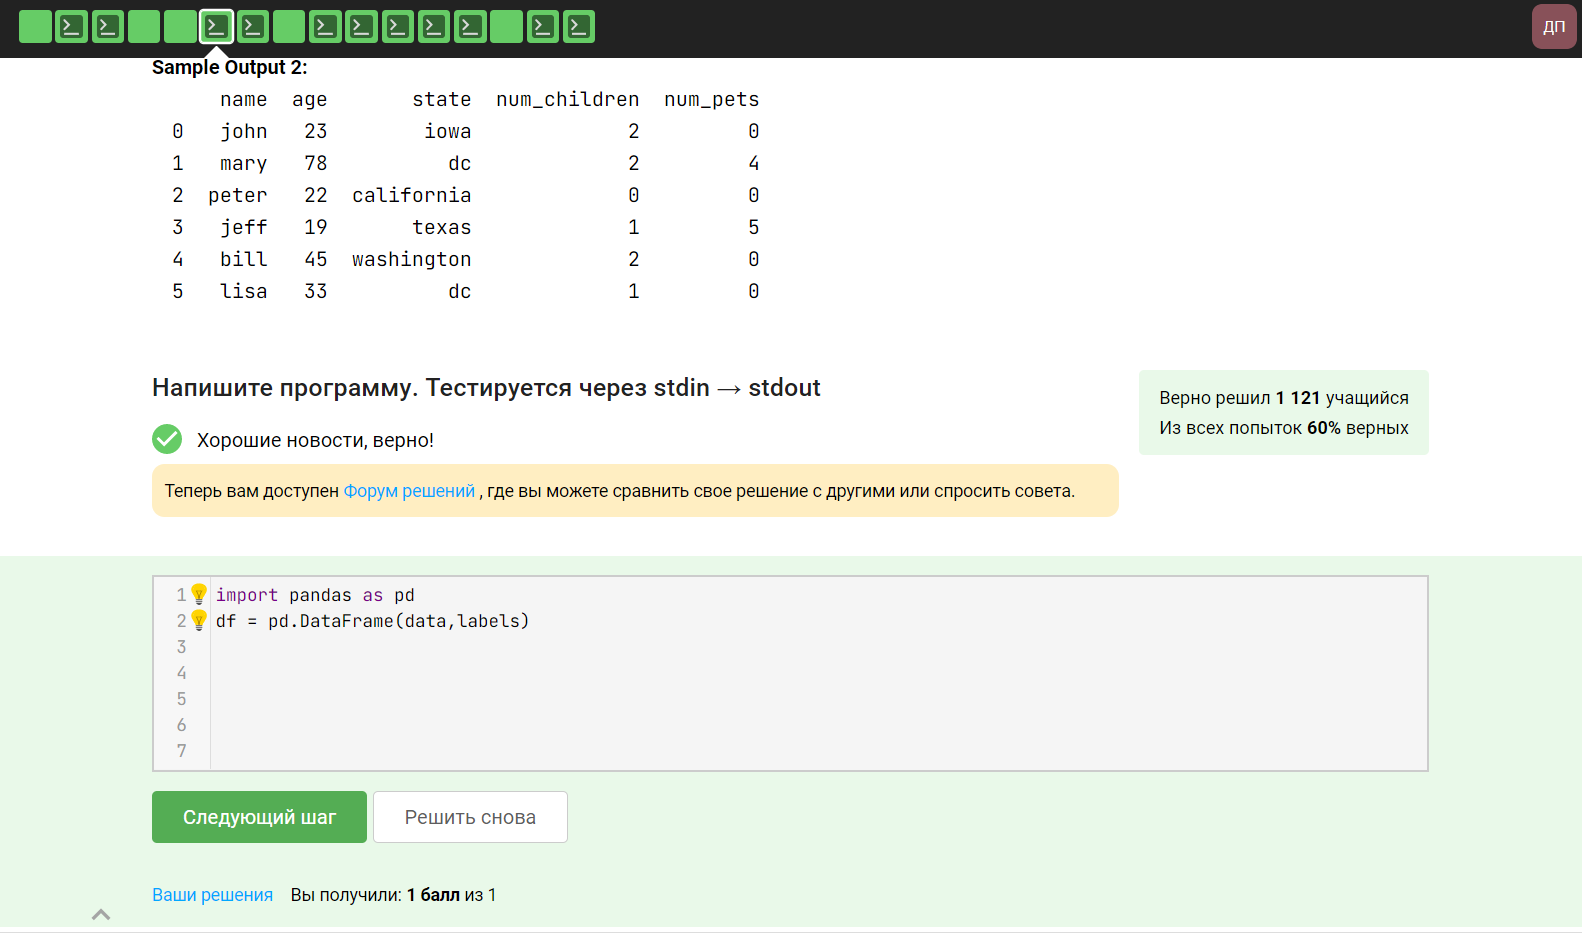 ДП
Sample Output 2:
name age state num_children num_pets
0 john 23 iowa 2 0
1 mary 78 dc 2 4
2 peter 22 california 0 0
3 jeff 19 texas 1 5
4 bill 45 washington 2 0
5 lisa 33 dc 1 0
Напишите программу. Тестируется через stdin → stdout
Верно решил 1 121 учащийся
Из всех попыток 60% верных
Хорошие новости, верно!
Теперь вам доступен Форум решений , где вы можете сравнить свое решение с другими или спросить совета.
1 import pandas as pd
2 df = pd.DataFrame(data,labels)
3
4
5
6
7
Следующий шаг Решить снова
Ваши решения Вы получили: 1 балл из 1